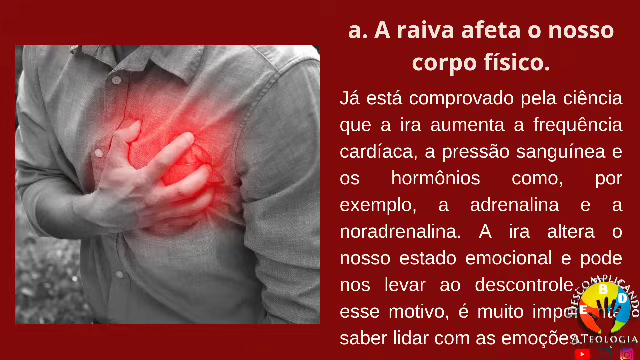 a. A raiva afeta o nosso
corpo físico.
Já está comprovado pela ciência
que a ira aumenta a frequência
cardíaca, a pressão sanguínea e
os hormônios como, por
exemplo, a adrenalina e a
noradrenalina. A ira altera o
nosso estado emocional e pode
nos levar ao descontrole.
esse motivo, é muito
saber lidar com as emoções
DESCOMPLICANDO
EBD
A TEOLOGIA